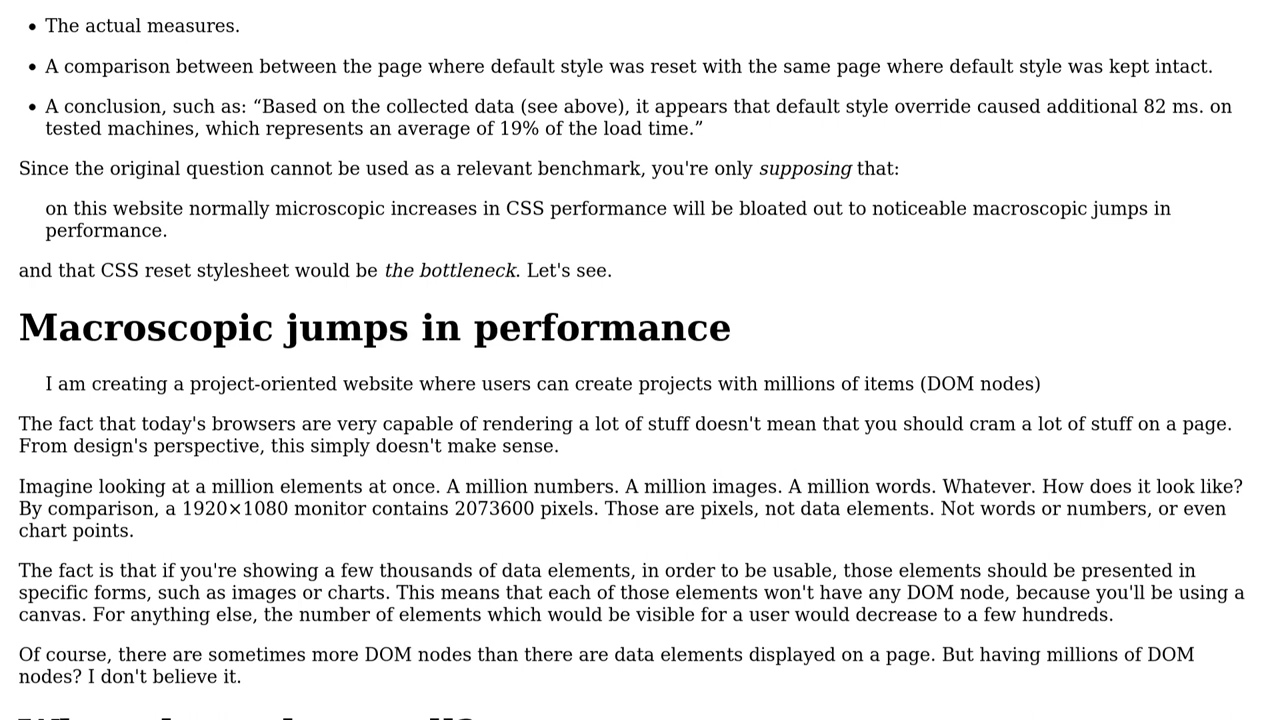 The actual measures.
A comparison between between the page where default style was reset with the same page where default style was kept intact.
A conclusion, such as: “Based on the collected data (see above), it appears that default style override caused additional 82 ms. on
tested machines, which represents an average of 19% of the load time.”
Since the original question cannot be used as a relevant benchmark, you're only supposing that:
on this website normally microscopic increases in CSS performance will be bloated out to noticeable macroscopic jumps in
performance.
and that CSS reset stylesheet would be the bottleneck. Let's see.
Macroscopic jumps in performance
I am creating a project-oriented website where users can create projects with millions of items (DOM nodes)
The fact that today's browsers are very capable of rendering a lot of stuff doesn't mean that you should cram a lot of stuff on a page.
From design's perspective, this simply doesn't make sense.
Imagine looking at a million elements at once. A million numbers. A million images. A million words. Whatever. How does it look like?
By comparison, a 1920×1080 monitor contains 2073600 pixels. Those are pixels, not data elements. Not words or numbers, or even
chart points.
The fact is that if you're showing a few thousands of data elements, in order to be usable, those elements should be presented in
specific forms, such as images or charts. This means that each of those elements won't have any DOM node, because you'll be using a
canvas. For anything else, the number of elements which would be visible for a user would decrease to a few hundreds.
Of course, there are sometimes more DOM nodes than there are data elements displayed on a page. But having millions of DOM
nodes? I don't believe it.